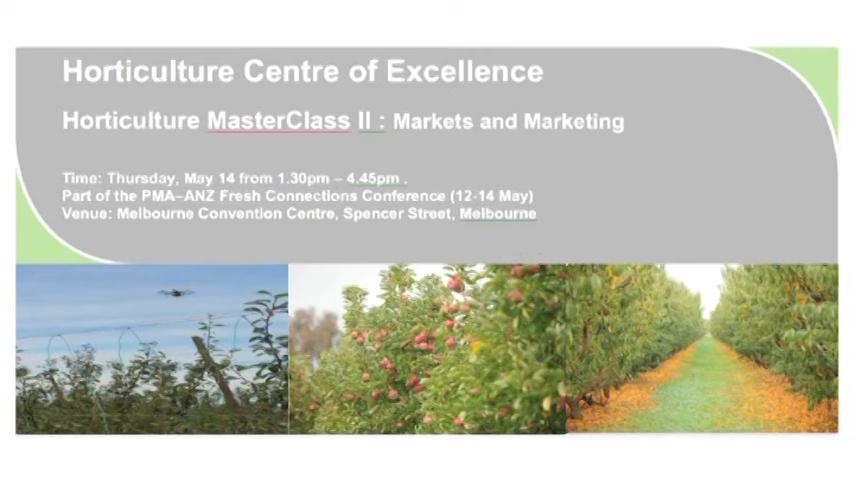 Horticulture Centre of Excellence
Horticulture MasterClass II : Markets and Marketing
Time: Thursday, May 14 from 1.30pm – 4.45pm .
Part of the PMA–ANZ Fresh Connections Conference (12-14 May)
Venue: Melbourne Convention Centre, Spencer Street, Melbourne